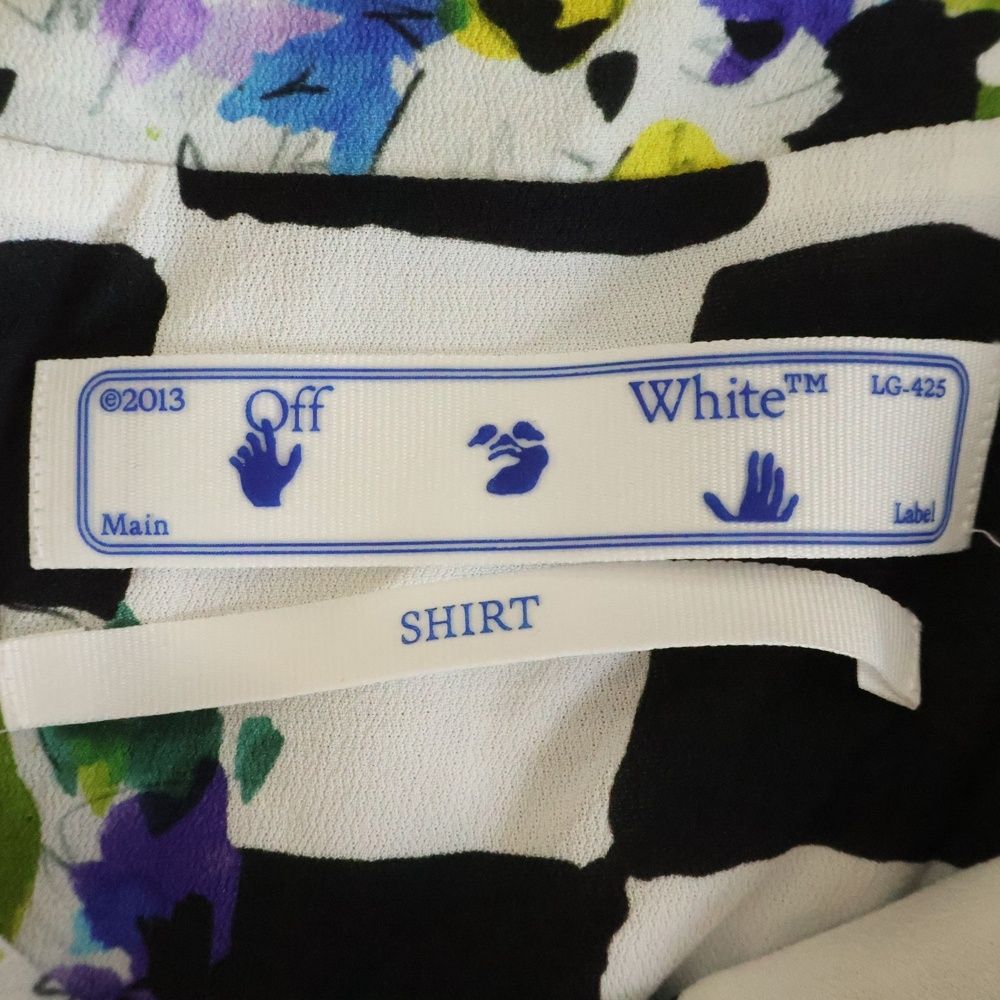 ©2013 Off White™ LG-425
Main Label
SHIRT